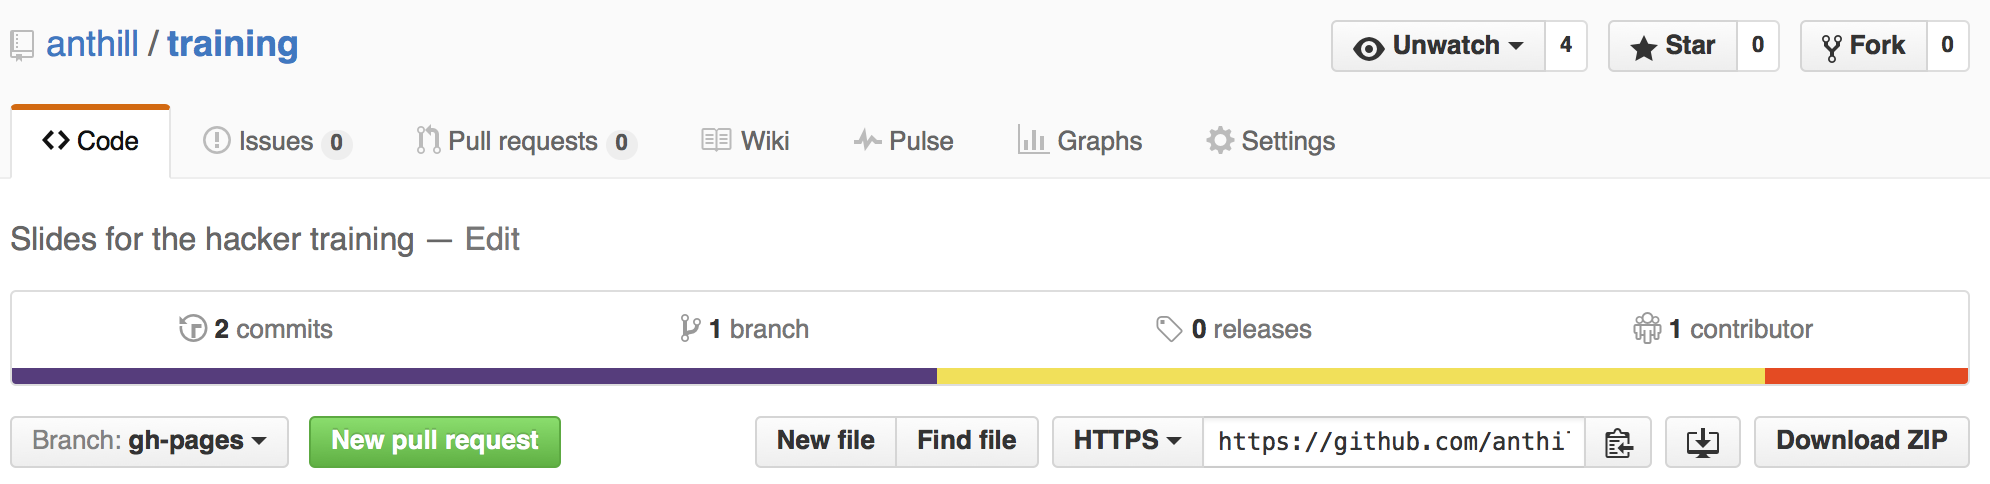 anthill / training
Unwatch 4 Star 0 Fork 0
Code Issues 0 Pull requests 0 Wiki Pulse Graphs Settings
Slides for the hacker training — Edit
2 commits 1 branch 0 releases 1 contributor
Branch: gh-pages New pull request New file Find file HTTPS https://github.com/anthi Download ZIP